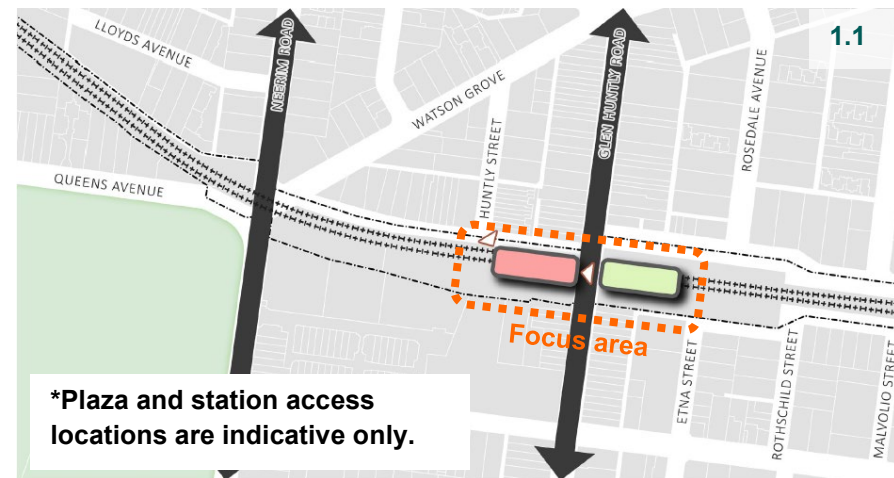 1.1
LLOYDS AVENUE
NEERIM ROAD
WATSON GROVE
GLEN HUNTLY ROAD
ROSEDALE AVENUE
QUEENS AVENUE
HUNTLY STREET
Focus area
ETNA STREET
ROTHSCHILD STREET
MALVOLIO STREET
*Plaza and station access
locations are indicative only.